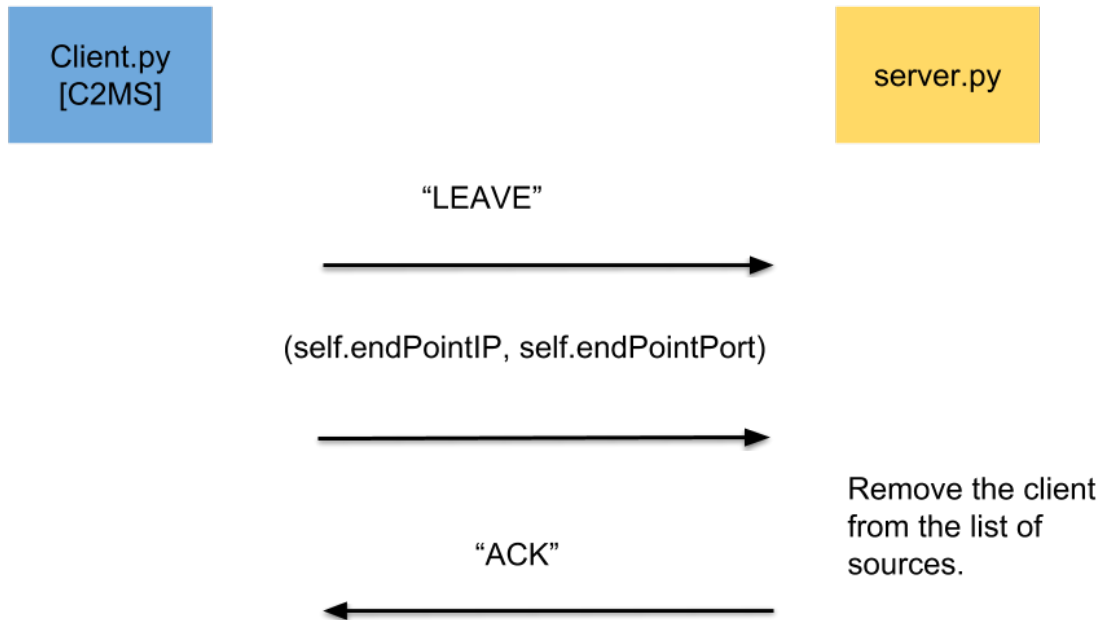 Client.py
[C2MS]
server.py
“LEAVE”
(self.endPointIP, self.endPointPort)
Remove the client
from the list of
sources.
“ACK”